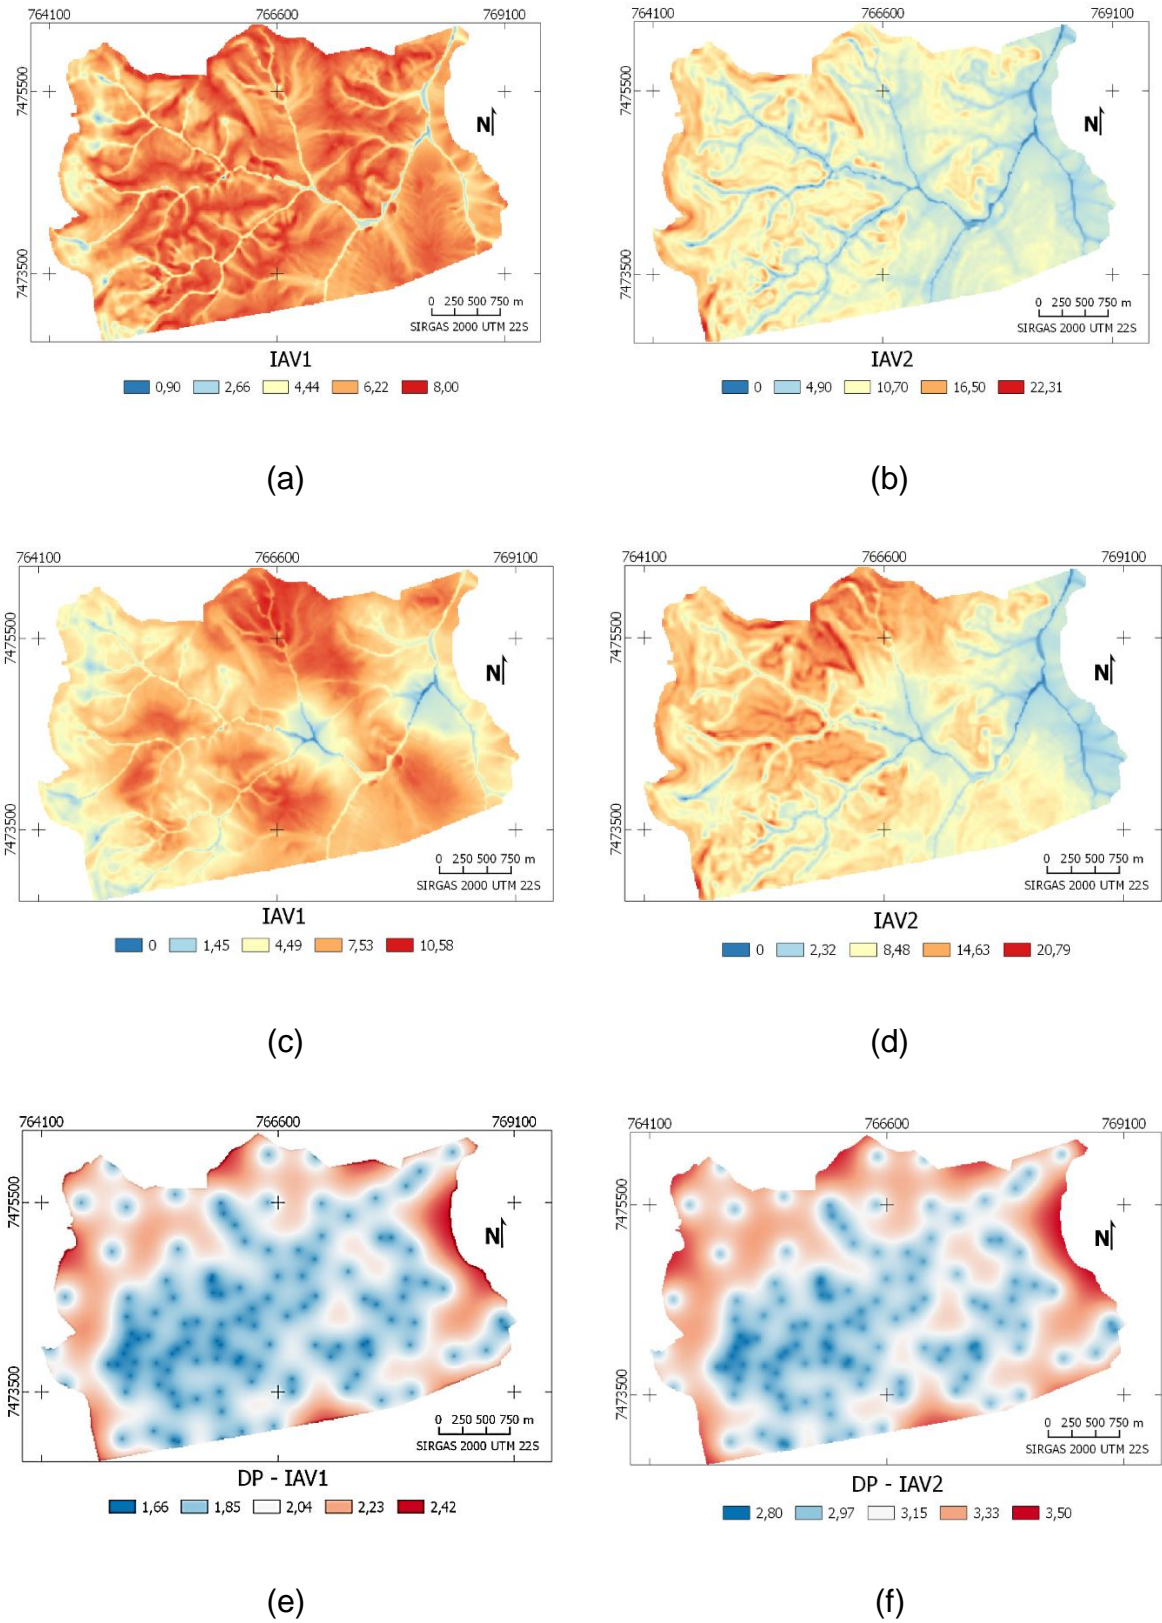 764100 766600 769100
764100 766600 769100
7475500
N
7473500
0 250 500 750 m
SIRGAS 2000 UTM 22S
7475500
N
7473500
0 250 500 750 m
SIRGAS 2000 UTM 22S
IAV1
0,90 2,66 4,44 6,22 8,00
IAV2
0 4,90 10,70 16,50 22,31
(a)
(b)
764100 766600 769100
764100 766600 769100
7475500
N
7473500
0 250 500 750 m
SIRGAS 2000 UTM 22S
7475500
N
7473500
0 250 500 750 m
SIRGAS 2000 UTM 22S
IAV1
0 1,45 4,49 7,53 10,58
IAV2
0 2,32 8,48 14,63 20,79
(c)
(d)
764100 766600 769100
764100 766600 769100
7475500
N
7473500
0 250 500 750 m
SIRGAS 2000 UTM 22S
7475500
N
7473500
0 250 500 750 m
SIRGAS 2000 UTM 22S
DP - IAV1
1,66 1,85 2,04 2,23 2,42
DP - IAV2
2,80 2,97 3,15 3,33 3,50
(e)
(f)